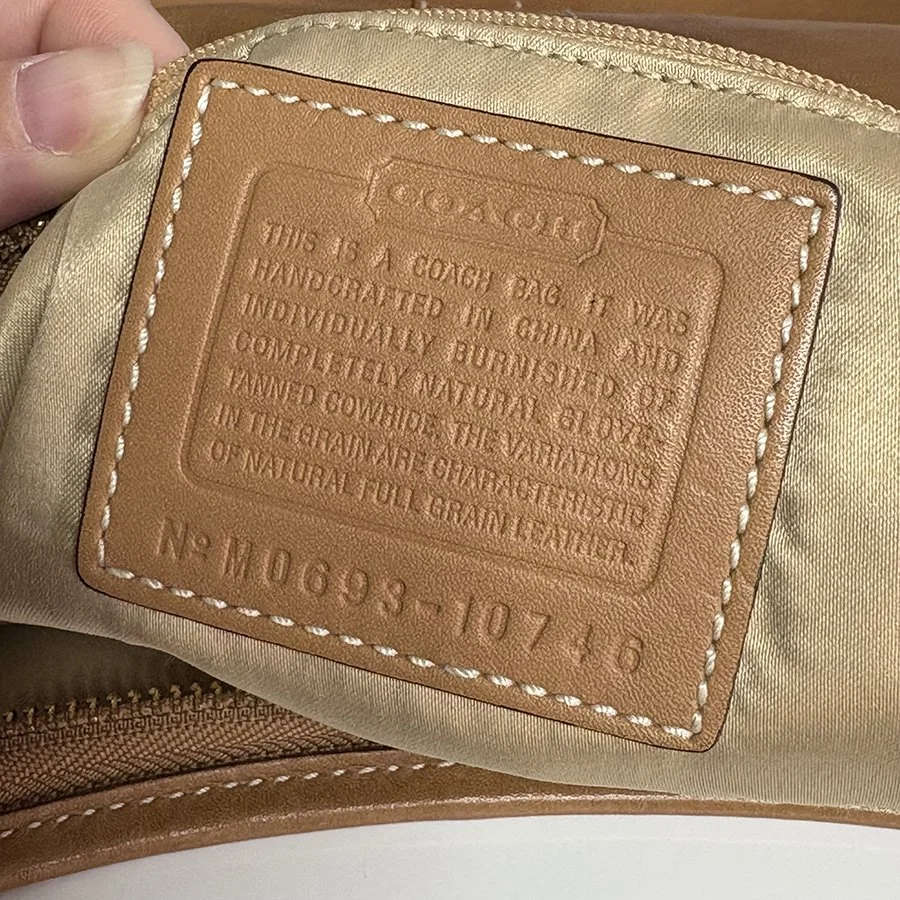 COACH
THIS IS A COACH BAG. IT WAS
HANDCRAFTED IN CHINA AND
INDIVIDUALLY BURNISHED OF
COMPLETELY NATURAL GLOVE-
TANNED COWHIDE. THE VARIATIONS
IN THE GRAIN ARE CHARACTERISTIC
OF NATURAL FULL GRAIN LEATHER.
No M0693-10746